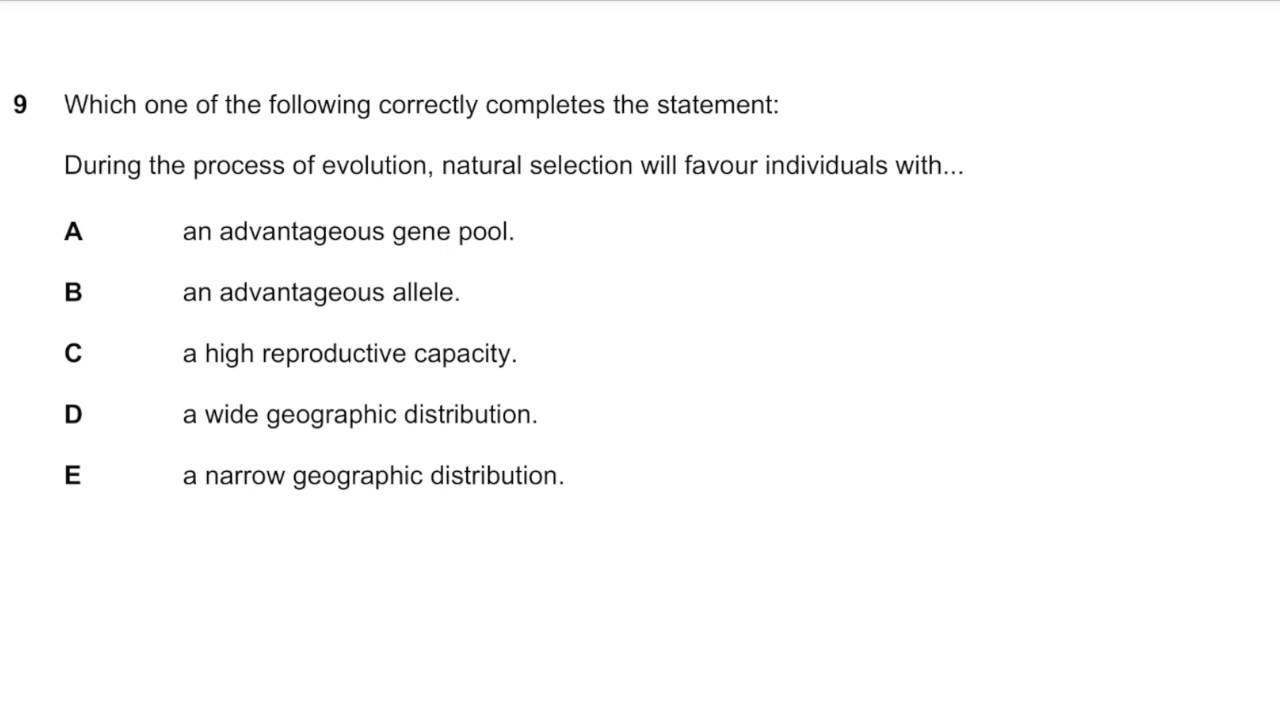 9 Which one of the following correctly completes the statement:
During the process of evolution, natural selection will favour individuals with...
A an advantageous gene pool.
B an advantageous allele.
C a high reproductive capacity.
D a wide geographic distribution.
E a narrow geographic distribution.